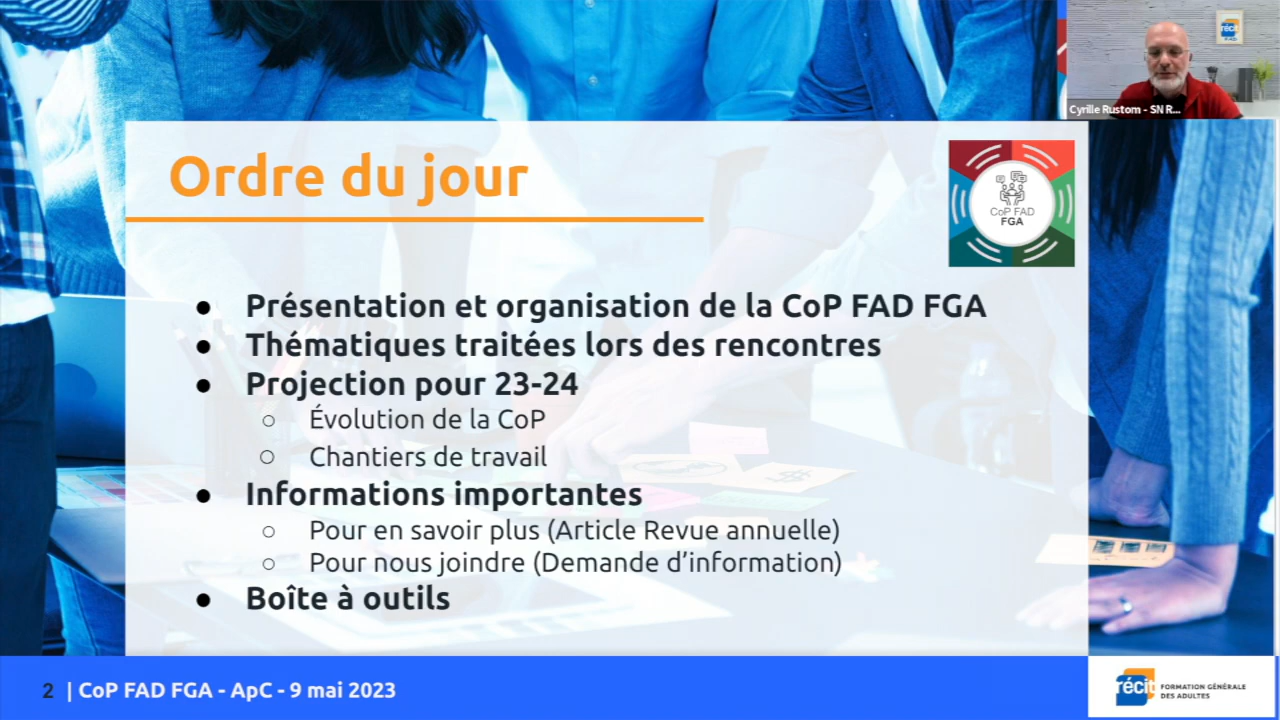 récit
FAD
Cyrille Rustom - SN R...
Ordre du jour
CoP FAD
FGA
● Présentation et organisation de la CoP FAD FGA
● Thématiques traitées lors des rencontres
● Projection pour 23-24
○ Évolution de la CoP
○ Chantiers de travail
● Informations importantes
○ Pour en savoir plus (Article Revue annuelle)
○ Pour nous joindre (Demande d’information)
● Boîte à outils
2 | CoP FAD FGA - ApC - 9 mai 2023
récit
FORMATION GÉNÉRALE
DES ADULTES